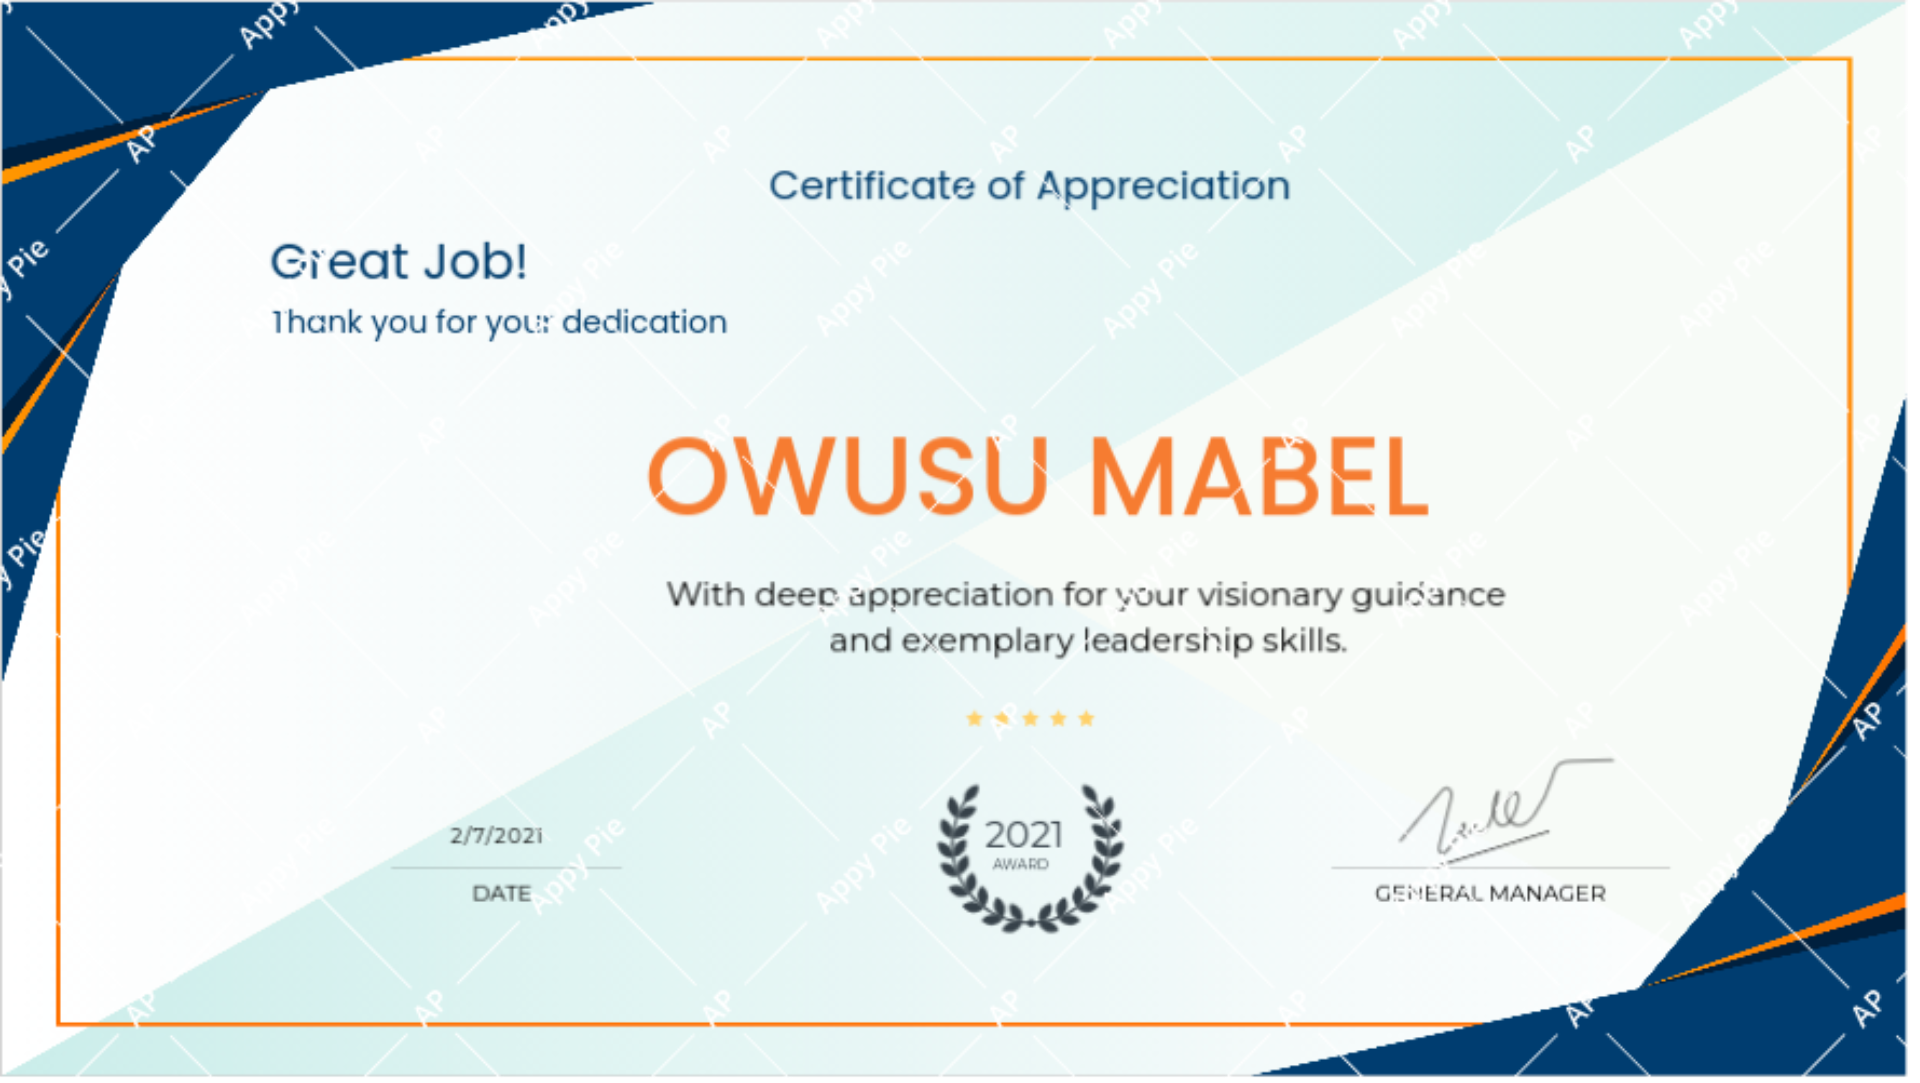 Certificate of Appreciation
Great Job!
Thank you for your dedication
OWUSU MABEL
With deep appreciation for your visionary guidance
and exemplary leadership skills.
2/7/2021
DATE
2021
AWARD
GENERAL MANAGER
Appy Pie
AP